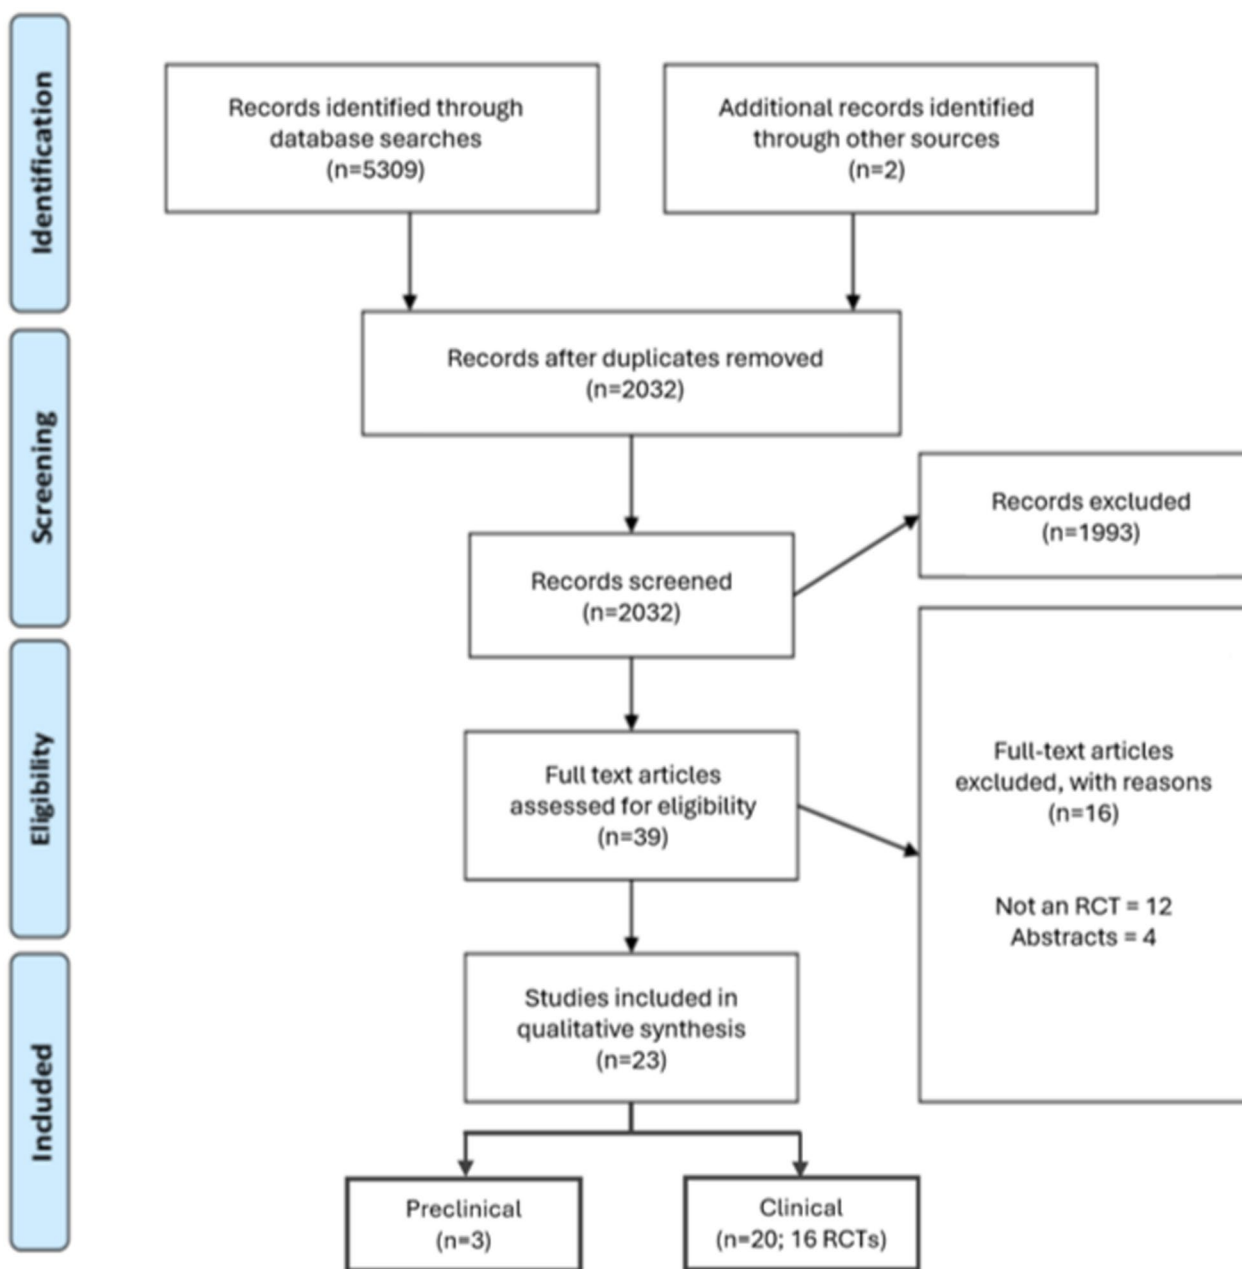 Identification
Records identified through
database searches
(n=5309)
Additional records identified
through other sources
(n=2)
Screening
Records after duplicates removed
(n=2032)
Records screened
(n=2032)
Records excluded
(n=1993)
Eligibility
Full text articles
assessed for eligibility
(n=39)
Full-text articles
excluded, with reasons
(n=16)
Not an RCT = 12
Abstracts = 4
Included
Studies included in
qualitative synthesis
(n=23)
Preclinical
(n=3)
Clinical
(n=20; 16 RCTs)